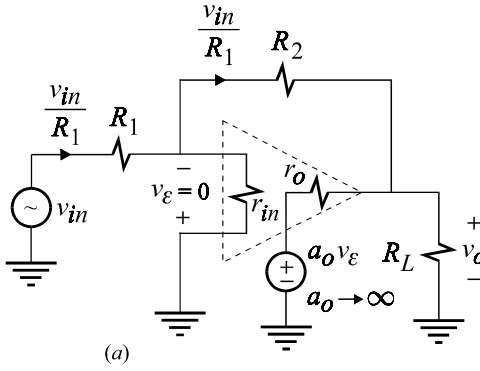 v_in
R_1
R_2
v_in
R_1
R_1
~
v_in
−
v_ε = 0
+
r_in
r_o
+
−
a_o v_ε
a_o → ∞
R_L
+
v_o
−
(a)